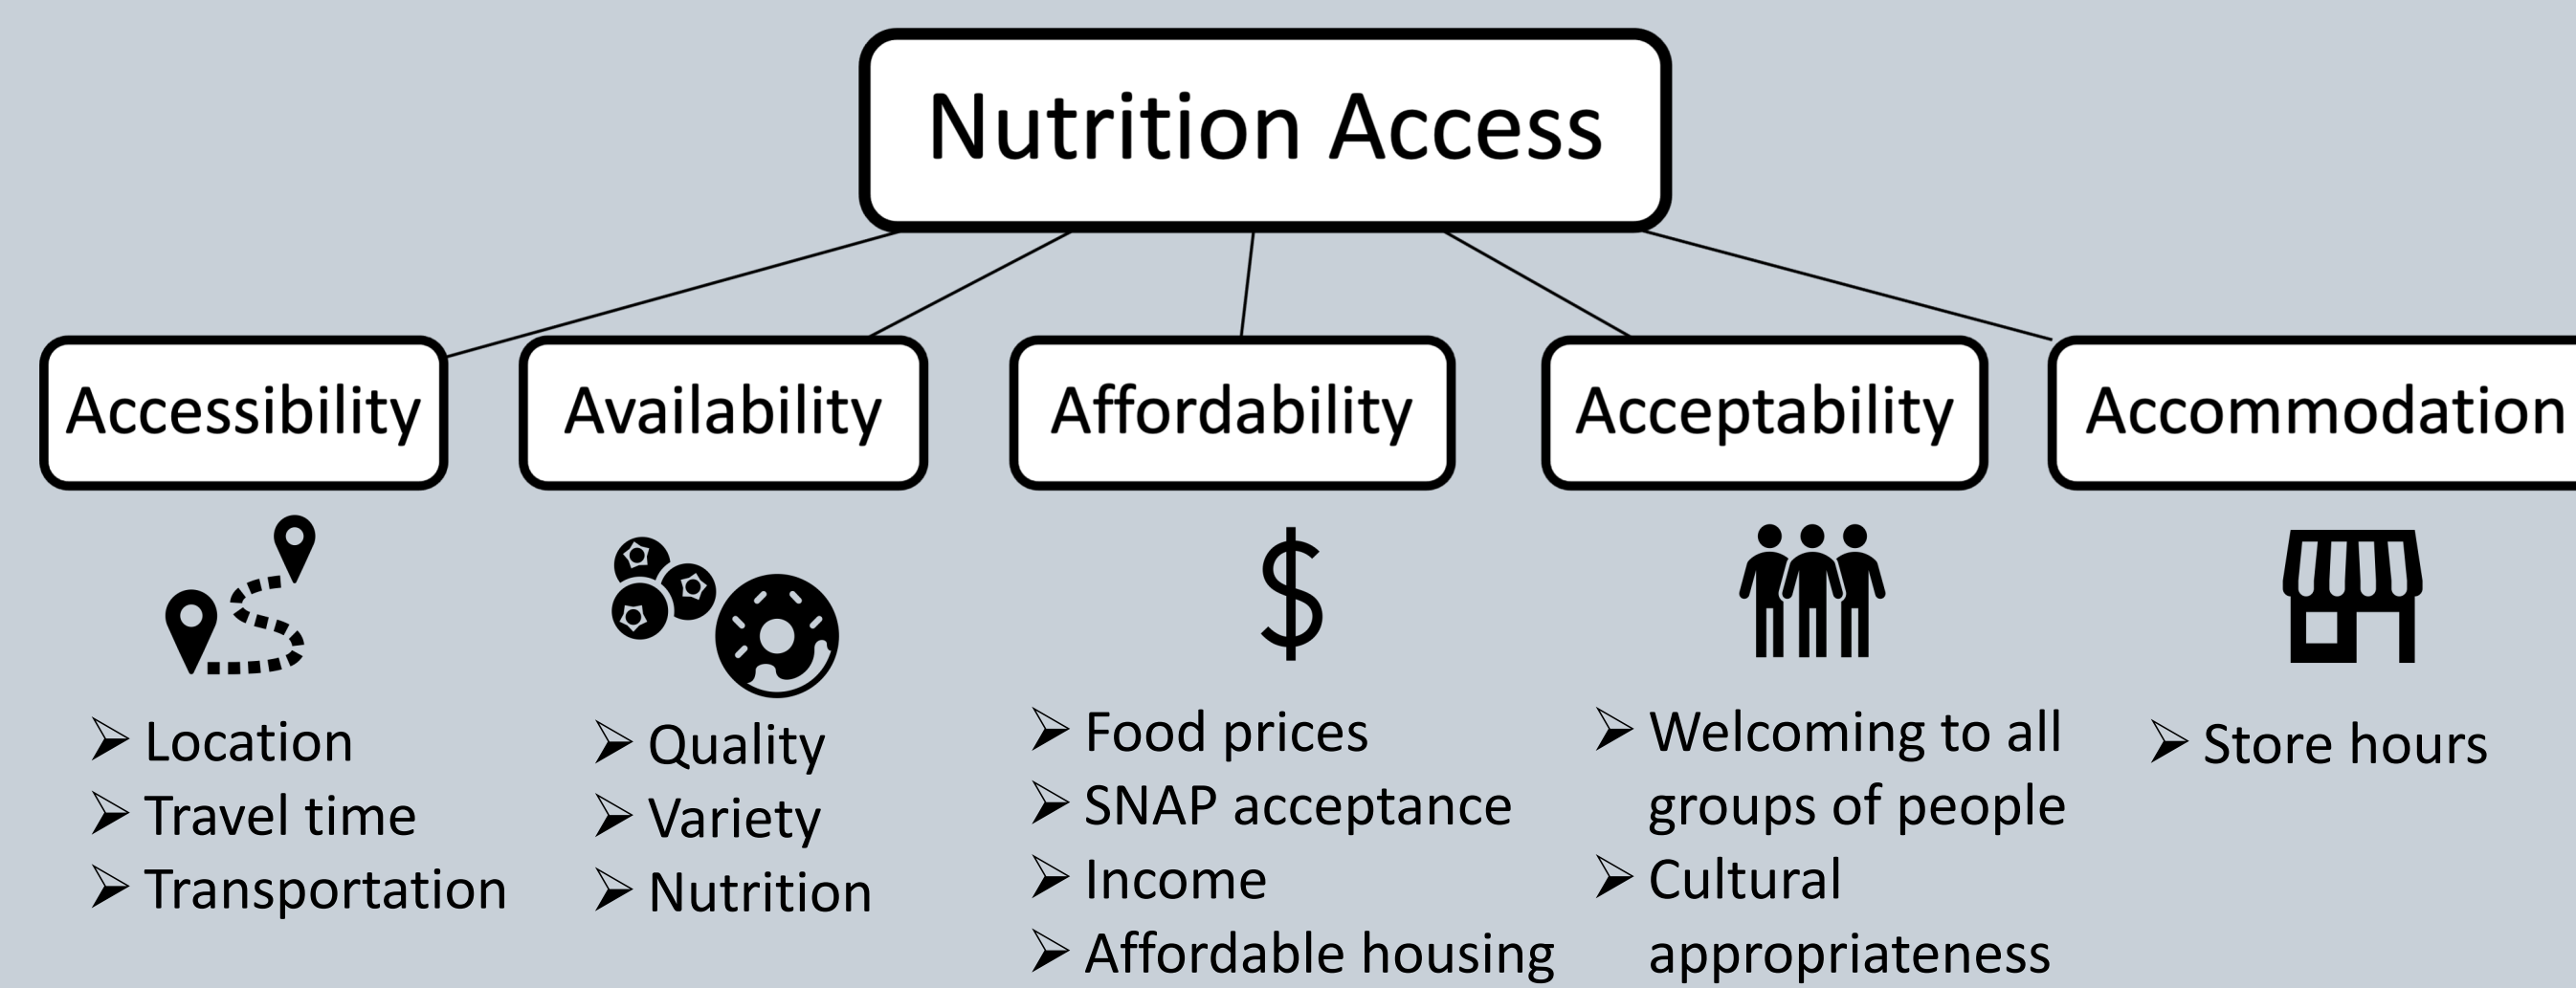 Nutrition Access
Accessibility
Availability
Affordability
Acceptability
Accommodation
Location
Travel time
Transportation
Quality
Variety
Nutrition
Food prices
SNAP acceptance
Income
Affordable housing
Welcoming to all
groups of people
Cultural
appropriateness
Store hours